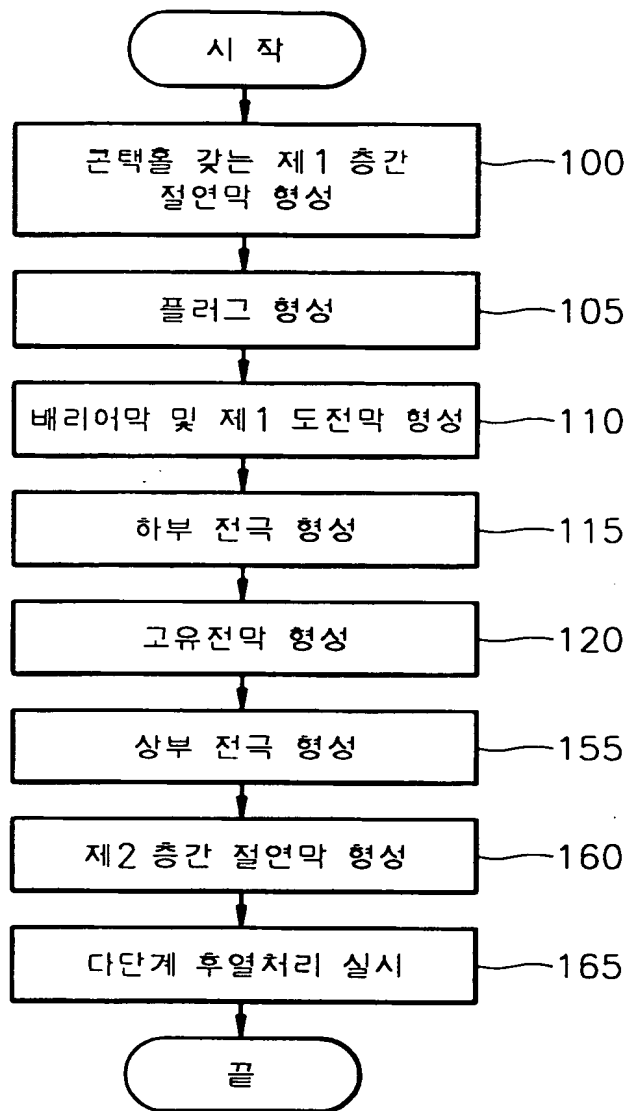 시 작
콘택홀 갖는 제1 층간
절연막 형성
100
플러그 형성
105
배리어막 및 제1 도전막 형성
110
하부 전극 형성
115
고유전막 형성
120
상부 전극 형성
155
제2 층간 절연막 형성
160
다단계 후열처리 실시
165
끝